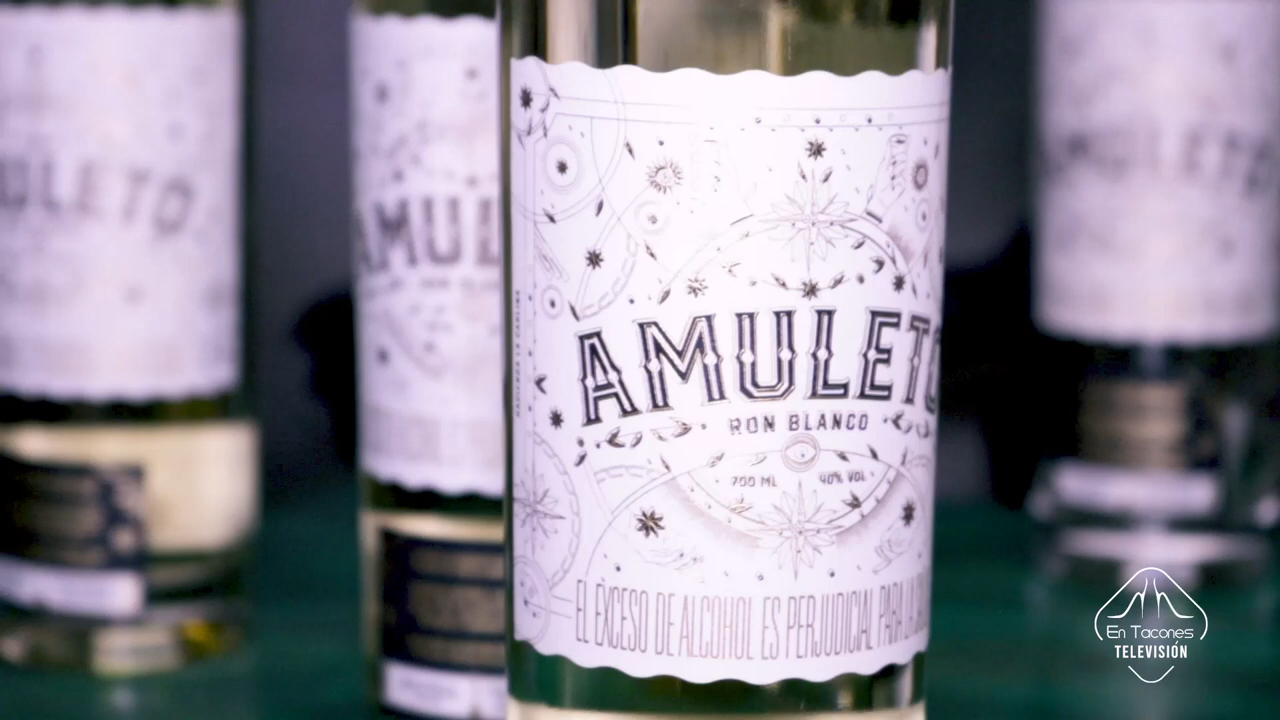 ULETO
AMUL
AMULETO
AMULETO
RON BLANCO
700 ML 40% VOL
EL EXCESO DE ALCOHOL ES PERJUDICIAL PARA LA
En Tacones
TELEVISIÓN